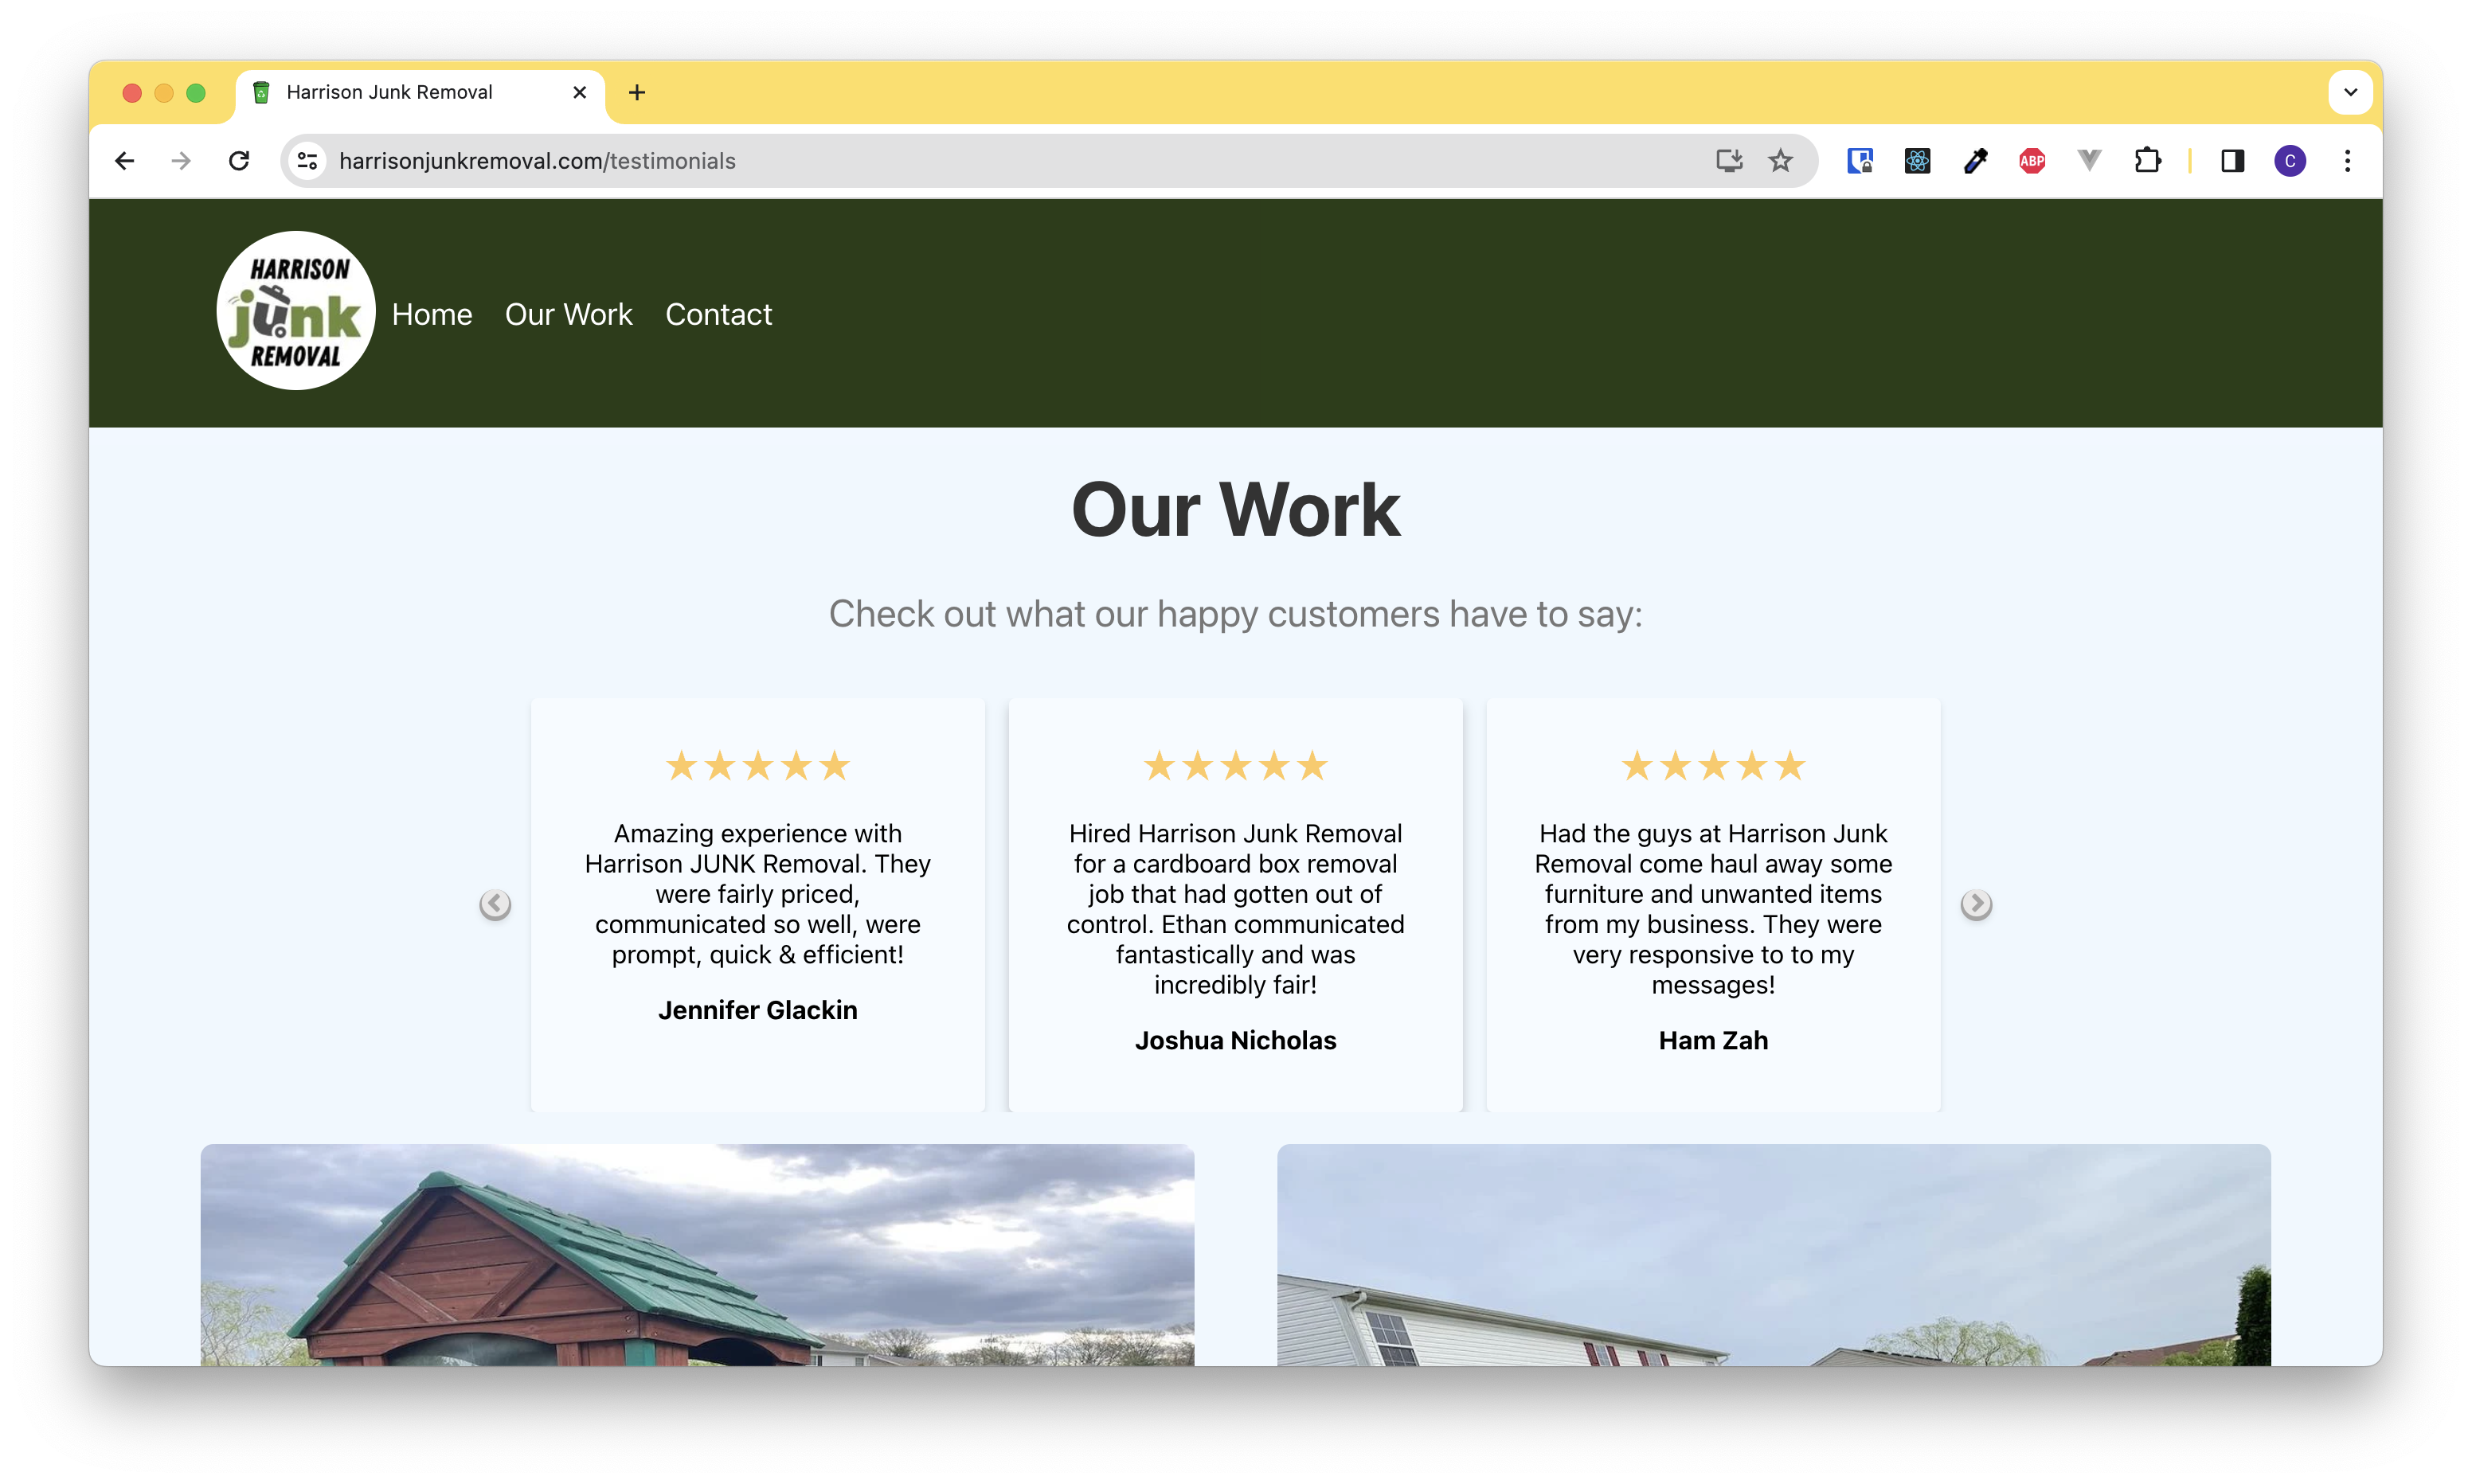 Harrison Junk Removal
harrisonjunkremoval.com/testimonials
ABP
C
HARRISON
junk
REMOVAL
Home
Our Work
Contact
Our Work
Check out what our happy customers have to say:
★★★★★
Amazing experience with
Harrison JUNK Removal. They
were fairly priced,
communicated so well, were
prompt, quick & efficient!
Jennifer Glackin
★★★★★
Hired Harrison Junk Removal
for a cardboard box removal
job that had gotten out of
control. Ethan communicated
fantastically and was
incredibly fair!
Joshua Nicholas
★★★★★
Had the guys at Harrison Junk
Removal come haul away some
furniture and unwanted items
from my business. They were
very responsive to to my
messages!
Ham Zah